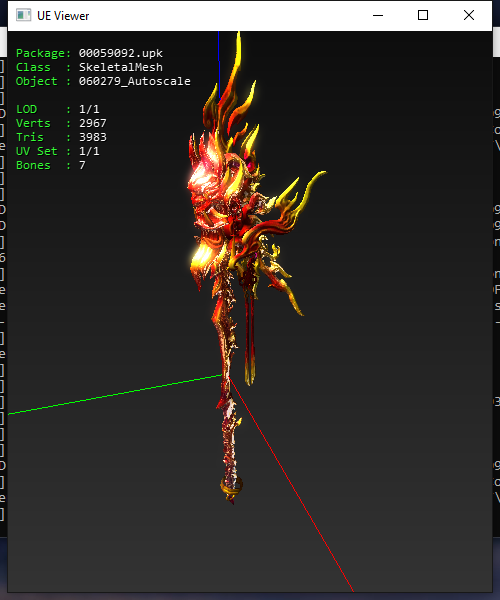 UE Viewer
Package: 00059092.upk
Class : SkeletalMesh
Object : 060279_Autoscale
LOD : 1/1
Verts : 2967
Tris : 3983
UV Set : 1/1
Bones : 7